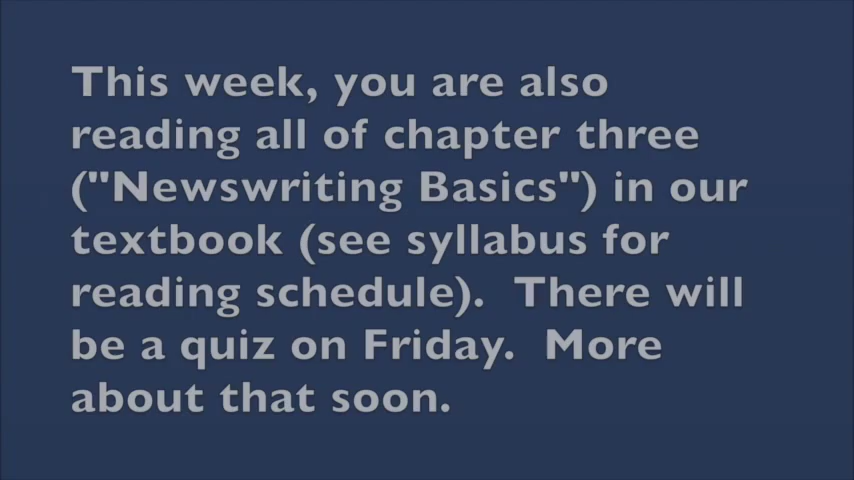 This week, you are also
reading all of chapter three
("Newswriting Basics") in our
textbook (see syllabus for
reading schedule).  There will
be a quiz on Friday.  More
about that soon.